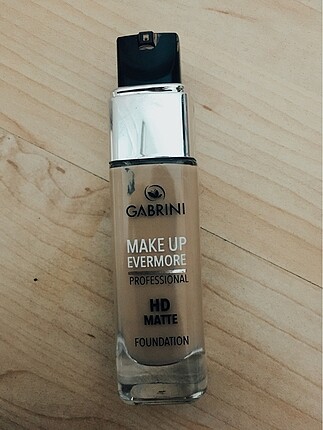 GABRINI
MAKE UP
EVERMORE
PROFESSIONAL
HD
MATTE
FOUNDATION